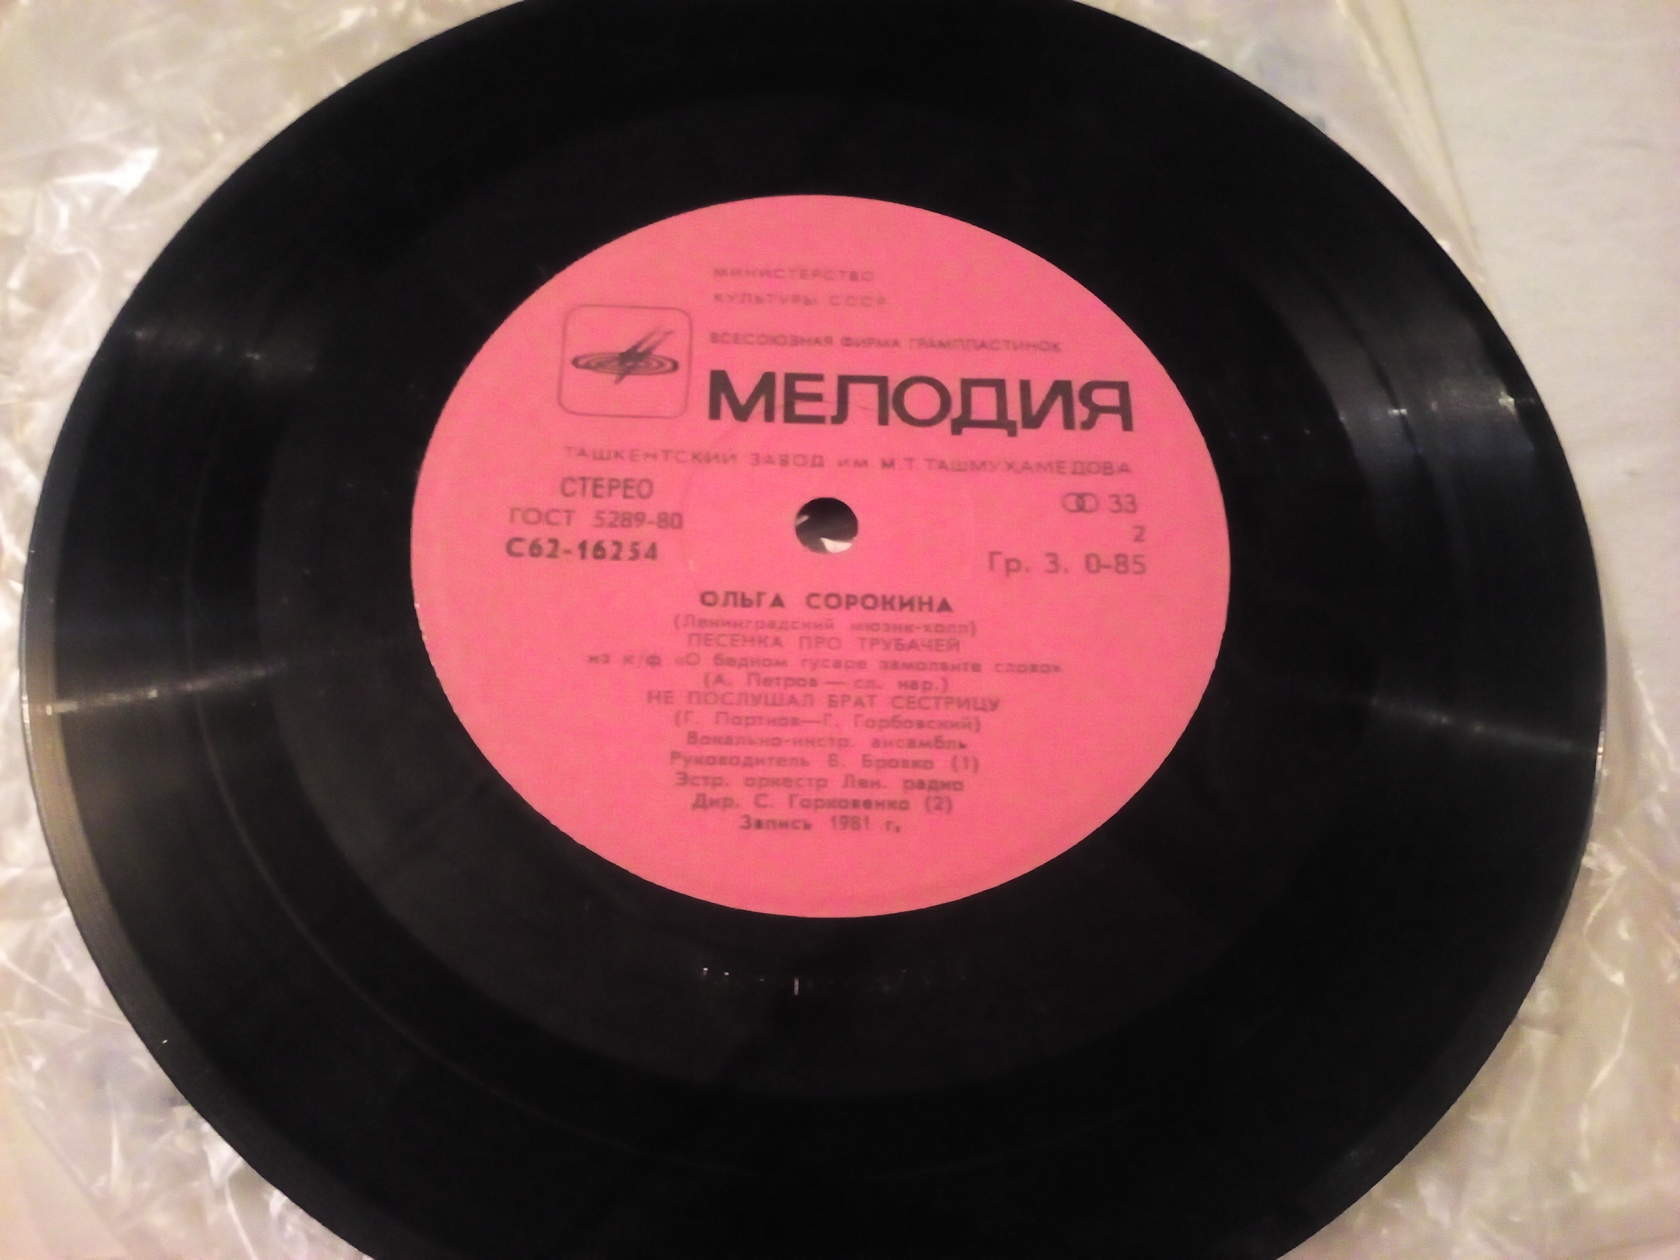 МИНИСТЕРСТВО
КУЛЬТУРЫ СССР
ВСЕСОЮЗНАЯ ФИРМА ГРАМПЛАСТИНОК
МЕЛОДИЯ
ТАШКЕНТСКИЙ ЗАВОД ИМ М.Т.ТАШМУХАМЕДОВА
СТЕРЕО
33
ГОСТ 5289-80
2
С62-16254
Гр. 3. 0-85
ОЛЬГА СОРОКИНА
(Ленинградский мюзик-холл)
ПЕСЕНКА ПРО ТРУБАЧЕЙ
из к/ф «О бедном гусаре замолвите слово»
(А. Петров — сл. нар.)
НЕ ПОСЛУШАЛ БРАТ СЕСТРИЦУ
(Г. Портнов—Г. Горбовский)
Вокально-инстр. ансамбль
Руководитель В. Бровко (1)
Эстр. оркестр Лен. радио
Дир. С. Горковенко (2)
Запись 1981 г.